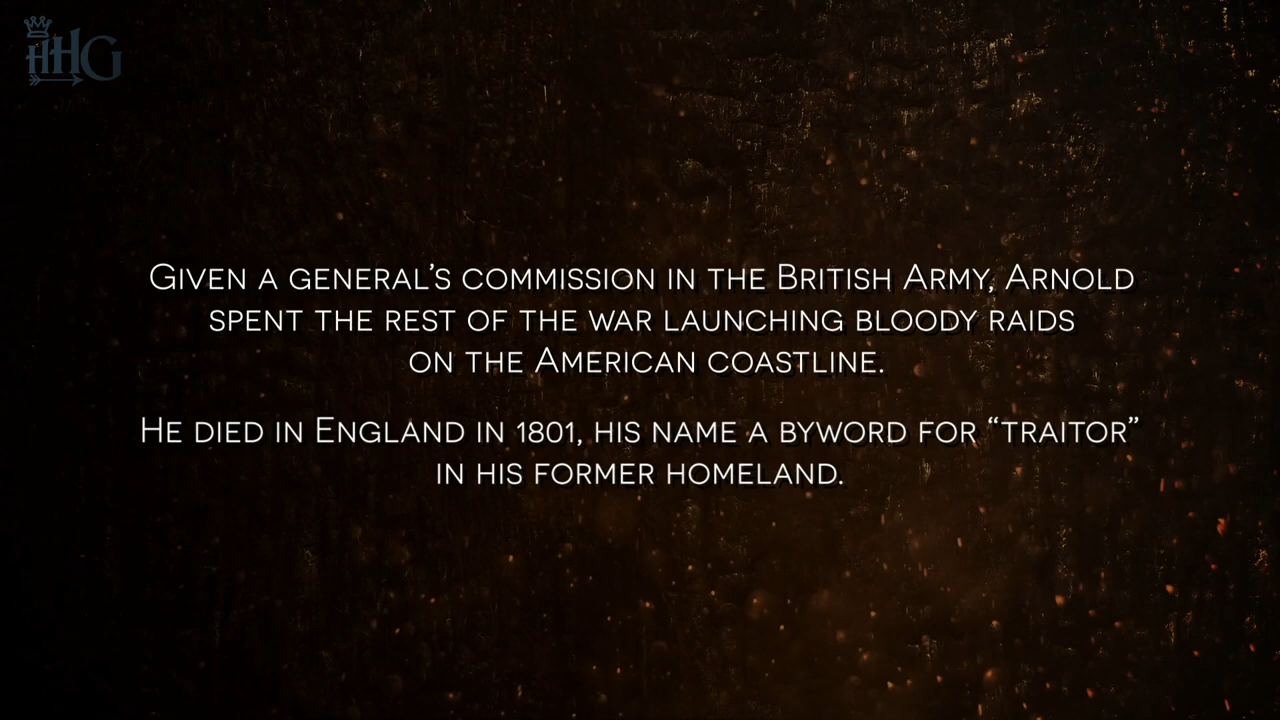 HHG
Given a general’s commission in the British Army, Arnold
spent the rest of the war launching bloody raids
on the American coastline.
He died in England in 1801, his name a byword for “traitor”
in his former homeland.